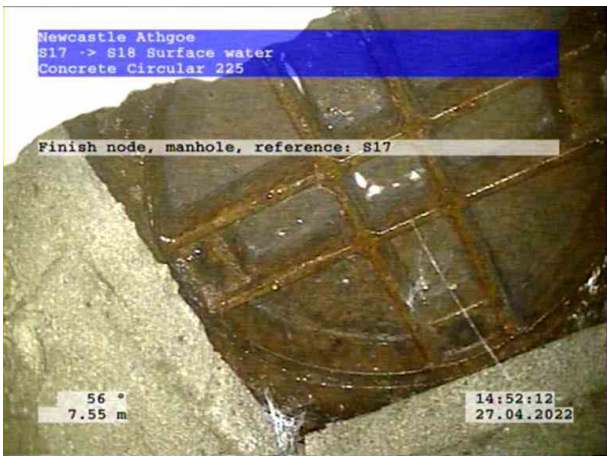 Newcastle Athgoe
S17 -> S18 Surface water
Concrete Circular 225
Finish node, manhole, reference: S17
56 °
7.55 m
14:52:12
27.04.2022